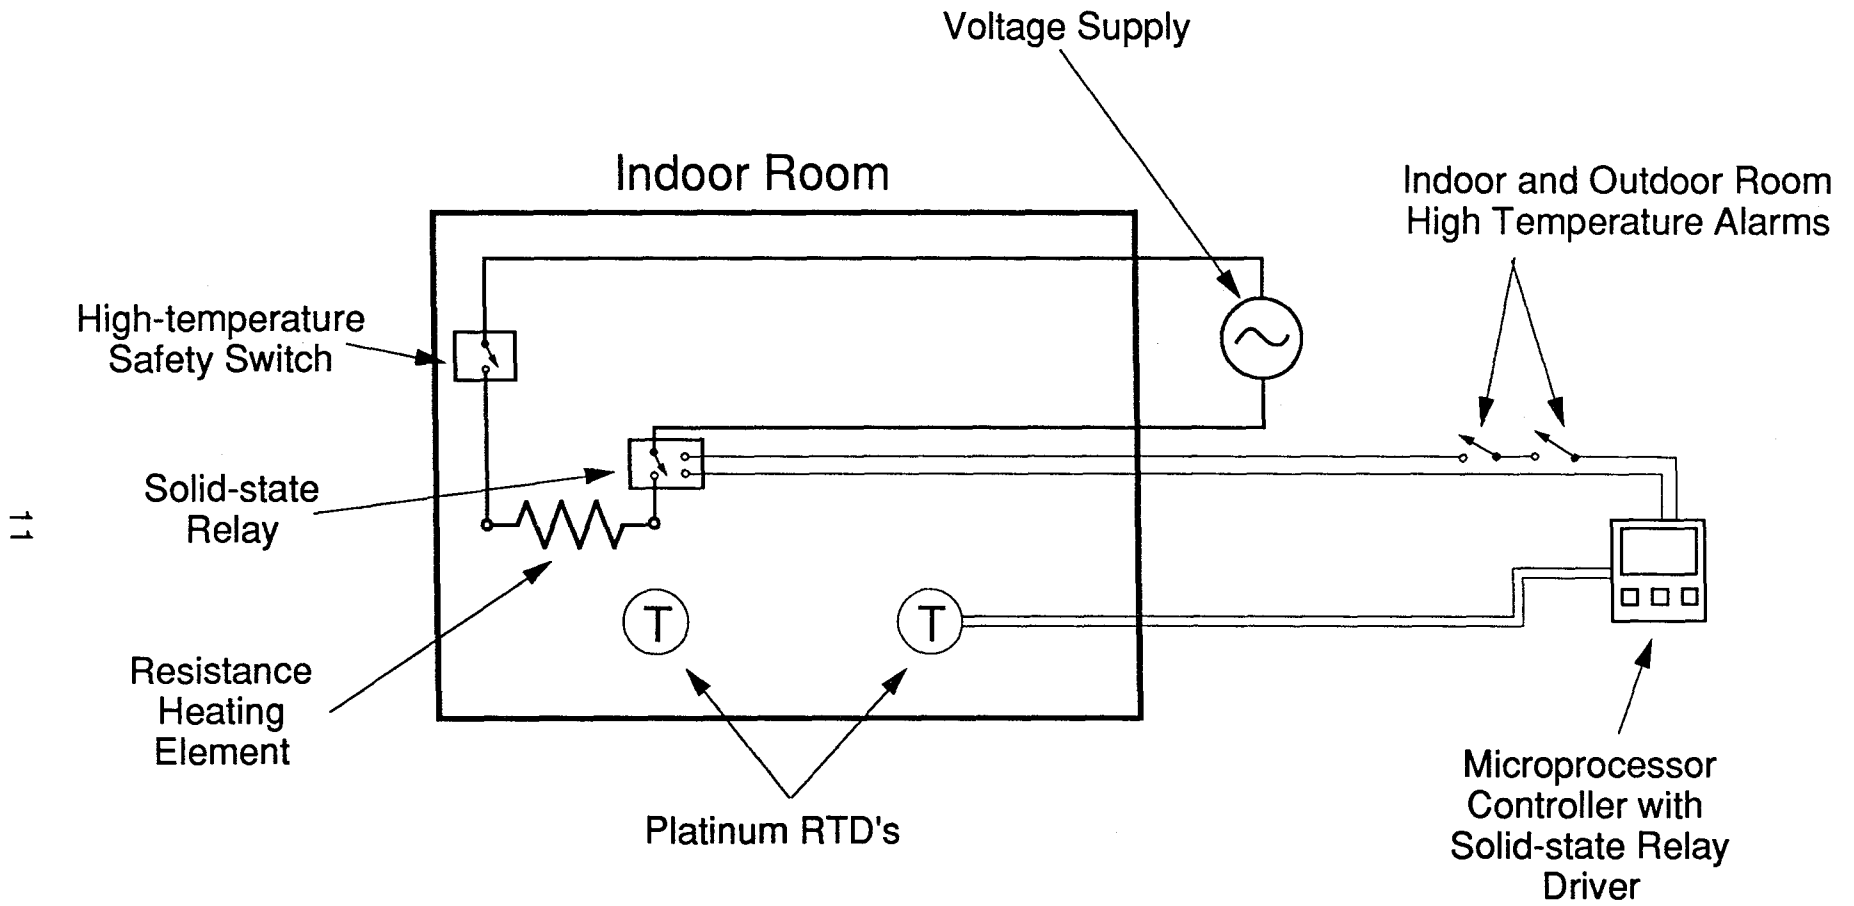 Voltage Supply
Indoor Room
Indoor and Outdoor Room
High Temperature Alarms
High-temperature
Safety Switch
Solid-state
Relay
11
T
T
Resistance
Heating
Element
Platinum RTD's
Microprocessor
Controller with
Solid-state Relay
Driver